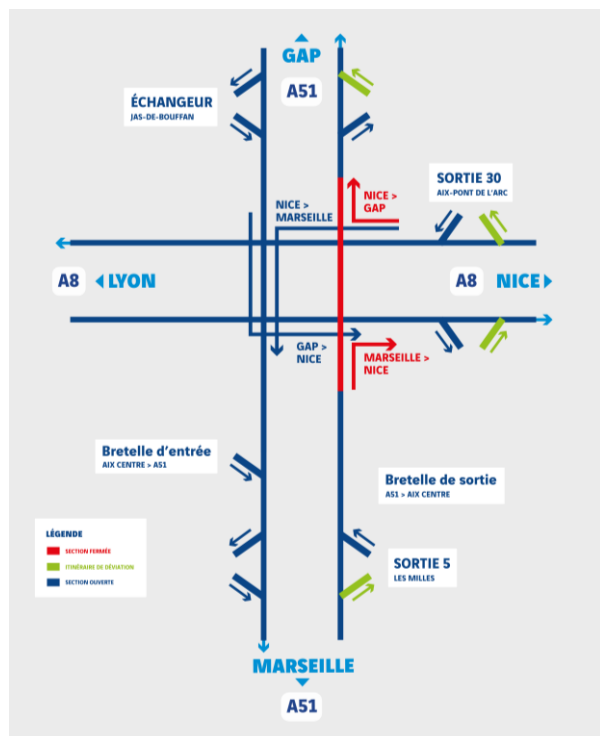 GAP
A51
ÉCHANGEUR
JAS-DE-BOUFFAN
SORTIE 30
AIX-PONT DE L'ARC
NICE >
GAP
NICE >
MARSEILLE
A8
LYON
A8
NICE
GAP >
NICE
MARSEILLE >
NICE
Bretelle d'entrée
AIX CENTRE > A51
Bretelle de sortie
A51 > AIX CENTRE
LÉGENDE
SECTION FERMÉE
ITINÉRAIRE DE DÉVIATION
SECTION OUVERTE
SORTIE 5
LES MILLES
MARSEILLE
A51